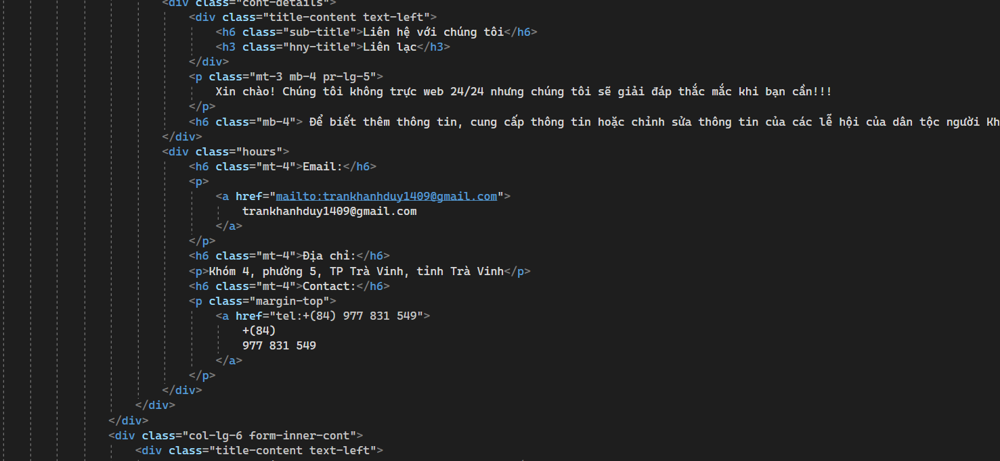 <div class="cont-details">
<div class="title-content text-left">
<h6 class="sub-title">Liên hệ với chúng tôi</h6>
<h3 class="hny-title">Liên lạc</h3>
</div>
<p class="mt-3 mb-4 pr-lg-5">
Xin chào! Chúng tôi không trực web 24/24 nhưng chúng tôi sẽ giải đáp thắc mắc khi bạn cần!!!
</p>
<h6 class="mb-4"> Để biết thêm thông tin, cung cấp thông tin hoặc chỉnh sửa thông tin của các lễ hội của dân tộc người Kh
</div>
<div class="hours">
<h6 class="mt-4">Email:</h6>
<p>
<a href="mailto:trankhanhduy1409@gmail.com">
trankhanhduy1409@gmail.com
</a>
</p>
<h6 class="mt-4">Địa chỉ:</h6>
<p>Khóm 4, phường 5, TP Trà Vinh, tỉnh Trà Vinh</p>
<h6 class="mt-4">Contact:</h6>
<p class="margin-top">
<a href="tel:+(84) 977 831 549">
+(84)
977 831 549
</a>
</p>
</div>
</div>
</div>
<div class="col-lg-6 form-inner-cont">
<div class="title-content text-left">